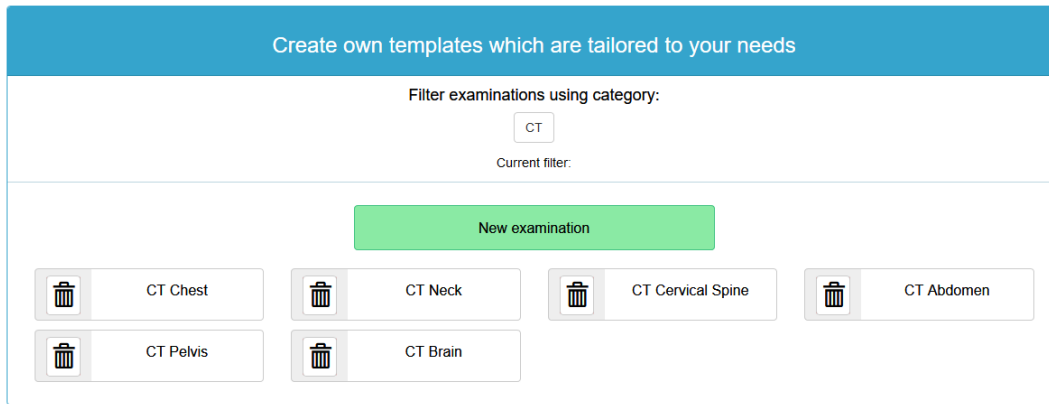 Create own templates which are tailored to your needs
Filter examinations using category:
CT
Current filter:
New examination
CT Chest
CT Neck
CT Cervical Spine
CT Abdomen
CT Pelvis
CT Brain